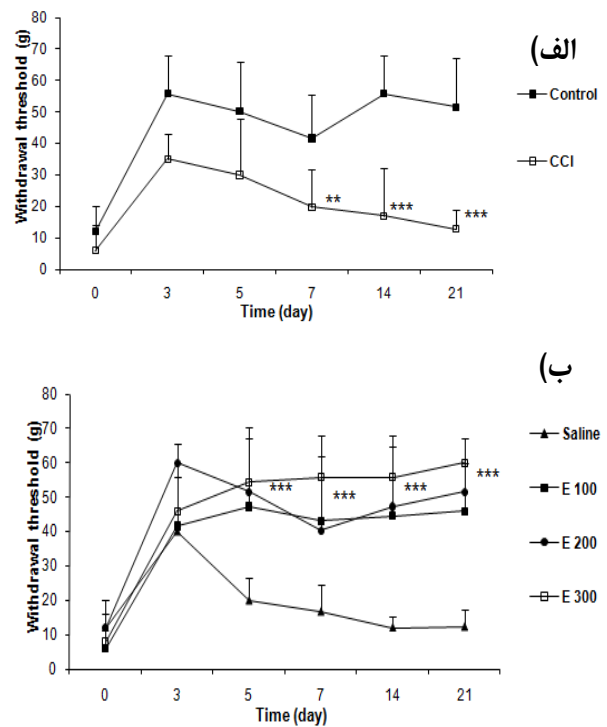 الف)
Withdrawal threshold (g)
80
70
60
50
40
30
20
10
0
** *** ***
0 3 5 7 14 21
Time (day)
Control
CCI
ب)
Withdrawal threshold (g)
80
70
60
50
40
30
20
10
0
*** *** *** ***
0 3 5 7 14 21
Time (day)
Saline
E 100
E 200
E 300